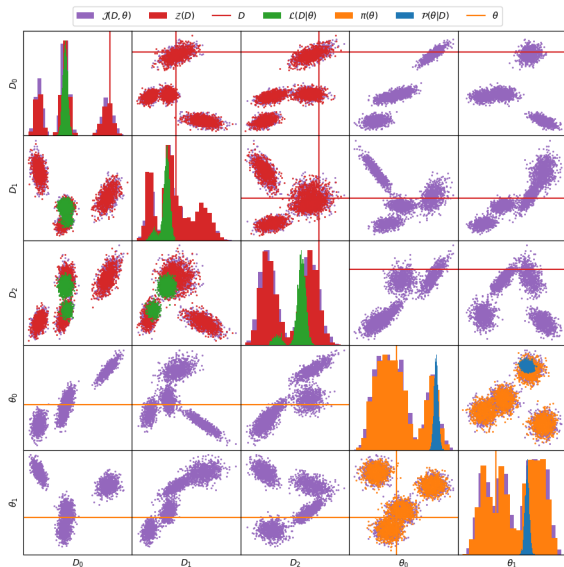 𝒥(D, θ) 𝒵(D) D ℒ(D|θ) π(θ) 𝒫(θ|D) θ
D₀
D₁
D₂
θ₀
θ₁
D₀ D₁ D₂ θ₀ θ₁